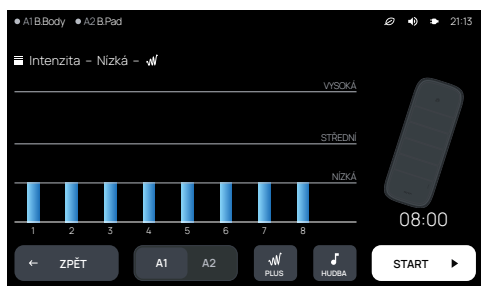 A1 B.Body A2 B.Pad 21:13
Intenzita – Nízká –
VYSOKÁ
STŘEDNÍ
NÍZKÁ
1 2 3 4 5 6 7 8
08:00
← ZPĚT A1 A2 PLUS HUDBA START